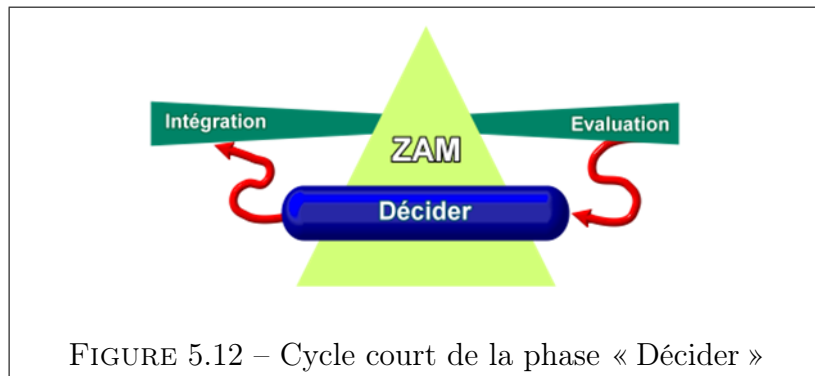 Intégration
Evaluation
ZAM
Décider
FIGURE 5.12 – Cycle court de la phase « Décider »